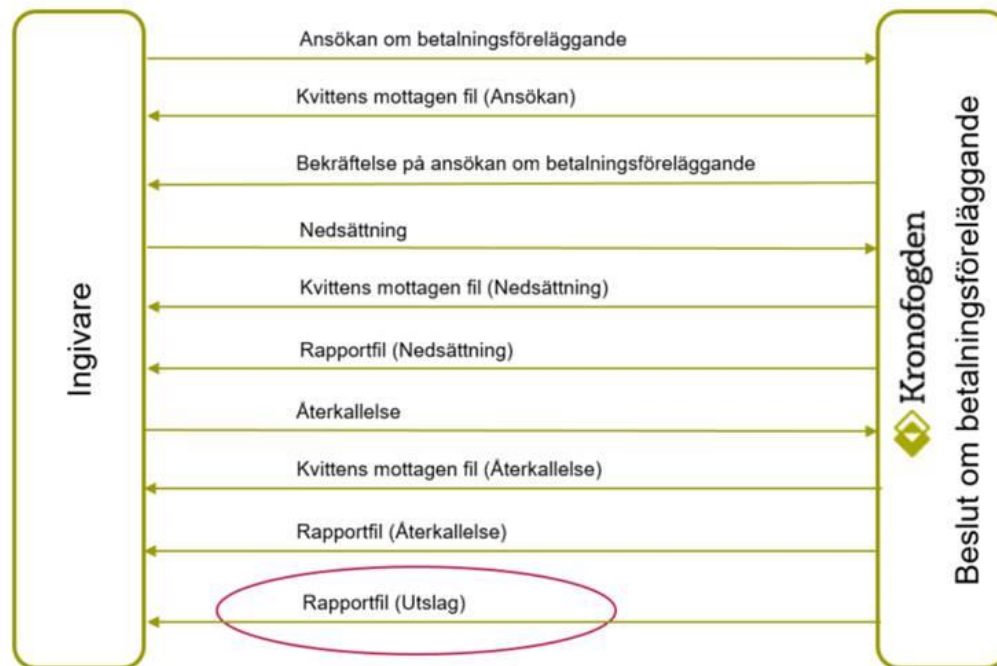 Ansökan om betalningsföreläggande
Kvittens mottagen fil (Ansökan)
Bekräftelse på ansökan om betalningsföreläggande
Nedsättning
Kvittens mottagen fil (Nedsättning)
Rapportfil (Nedsättning)
Återkallelse
Kvittens mottagen fil (Återkallelse)
Rapportfil (Återkallelse)
Rapportfil (Utslag)
Ingivare
Kronofogden
Beslut om betalningsföreläggande